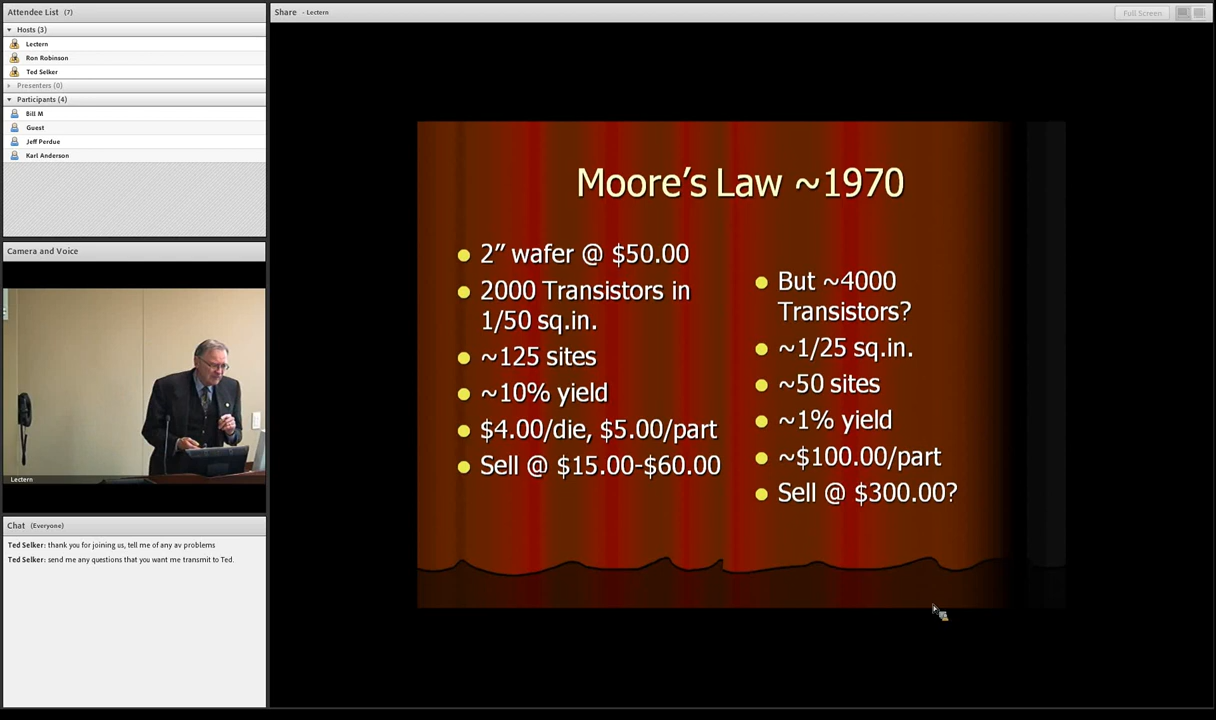 Attendee List (7)
Hosts (3)
Lectern
Ron Robinson
Ted Selker
Presenters (0)
Participants (4)
Bill M
Guest
Jeff Perdue
Karl Anderson
Camera and Voice
Lectern
Chat (Everyone)
Ted Selker: thank you for joining us, tell me of any av problems
Ted Selker: send me any questions that you want me transmit to Ted.
Share - Lectern
Full Screen
Moore's Law ~1970
2” wafer @ $50.00
2000 Transistors in
1/50 sq.in.
~125 sites
~10% yield
$4.00/die, $5.00/part
Sell @ $15.00-$60.00
But ~4000
Transistors?
~1/25 sq.in.
~50 sites
~1% yield
~$100.00/part
Sell @ $300.00?